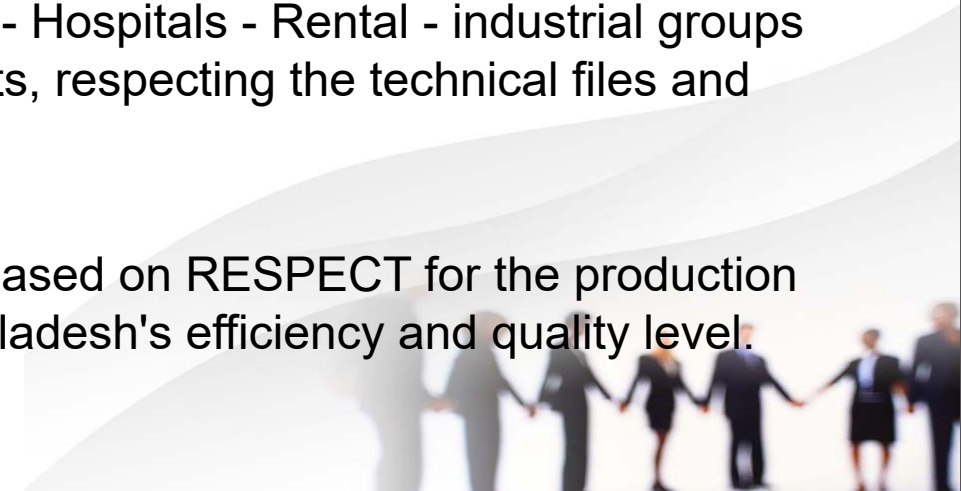 - Hospitals - Rental - industrial groups
ts, respecting the technical files and
ased on RESPECT for the production
ladesh's efficiency and quality level.